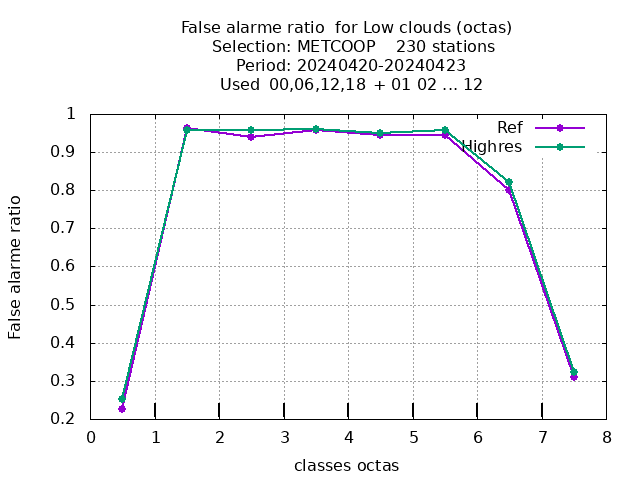 False alarme ratio  for Low clouds (octas)
Selection: METCOOP    230 stations
Period: 20240420-20240423
Used  00,06,12,18  + 01 02 ... 12
Ref
Highres
1
0.9
0.8
0.7
0.6
0.5
0.4
0.3
0.2
False alarme ratio
0 1 2 3 4 5 6 7 8
classes octas